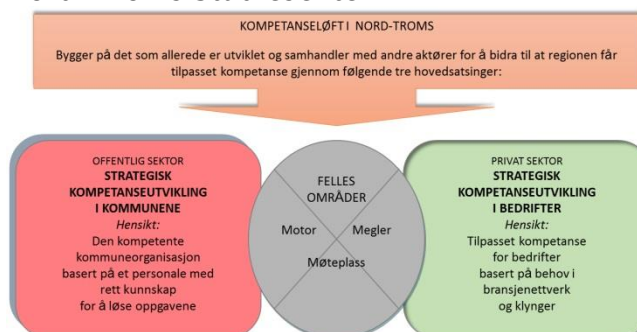 KOMPETANSELØFT I NORD-TROMS
Bygger på det som allerede er utviklet og samhandler med andre aktører for å bidra til at regionen får
tilpasset kompetanse gjennom følgende tre hovedsatsinger:
OFFENTLIG SEKTOR
STRATEGISK
KOMPETANSEUTVIKLING
I KOMMUNENE
Hensikt:
Den kompetente
kommuneorganisasjon
basert på et personale med
rett kunnskap
for å løse oppgavene
FELLES
OMRÅDER
Motor
Megler
Møteplass
PRIVAT SEKTOR
STRATEGISK
KOMPETANSEUTVIKLING
I BEDRIFTER
Hensikt:
Tilpasset kompetanse
for bedrifter
basert på behov i
bransjenettverk
og klynger